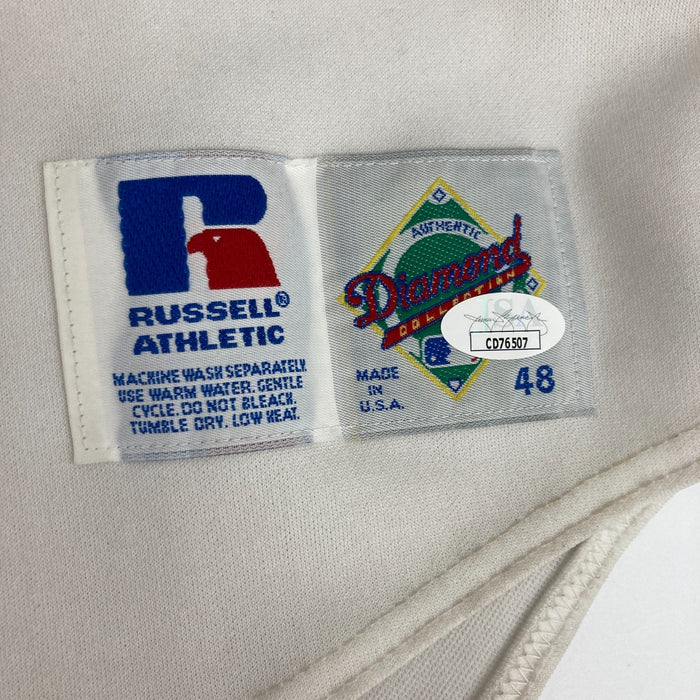 RUSSELL®
ATHLETIC
MACHINE WASH SEPARATELY.
USE WARM WATER. GENTLE
CYCLE. DO NOT BLEACH.
TUMBLE DRY. LOW HEAT.
AUTHENTIC
Diamond
COLLECTION
MADE
IN
U.S.A.
48
JSA
CD76507